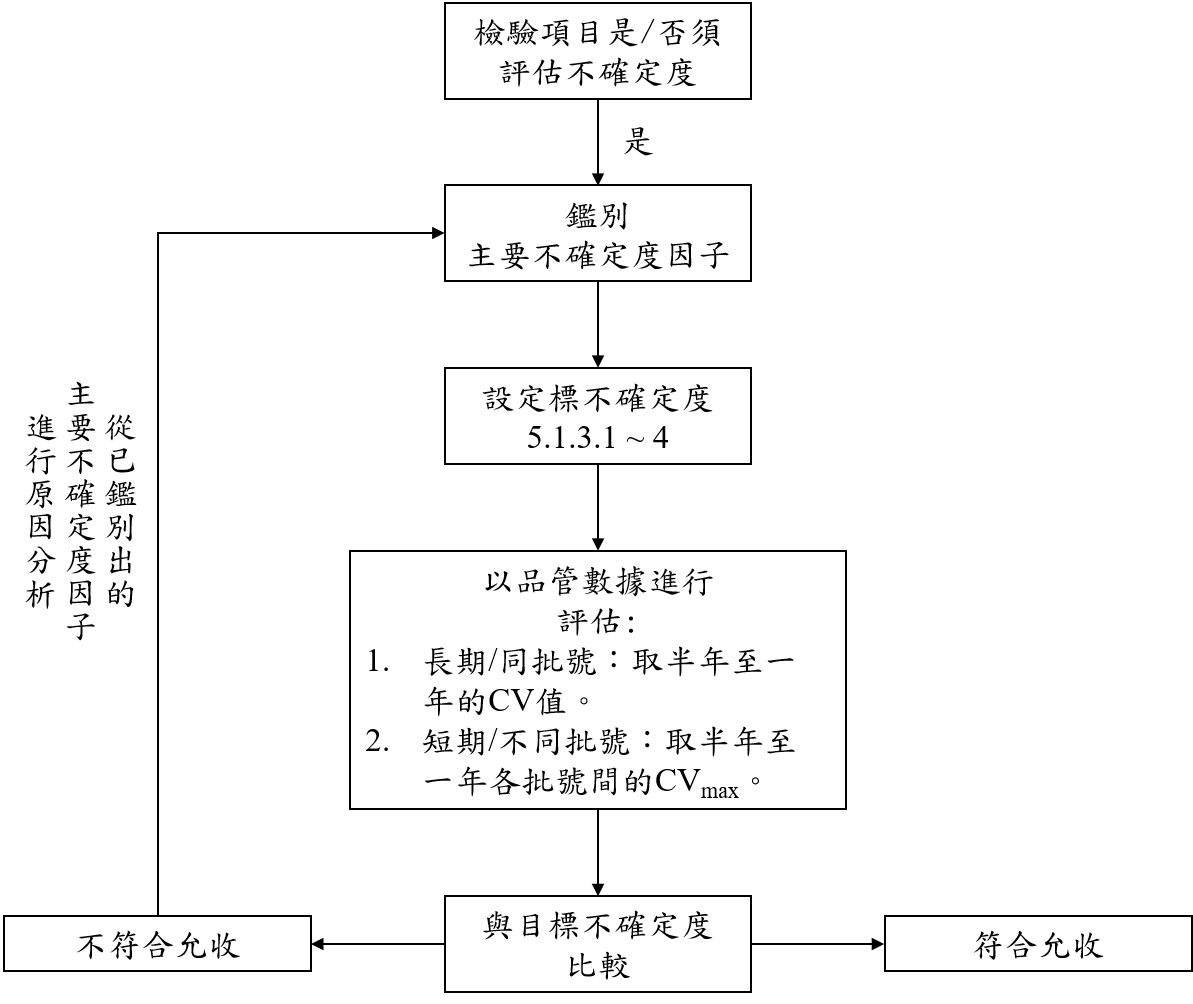 檢驗項目是/否須
評估不確定度
是
鑑別
主要不確定度因子
設定標不確定度
5.1.3.1 ~ 4
從已鑑別出的
主要不確定度因子
進行原因分析
以品管數據進行
評估:
1. 長期/同批號：取半年至一
年的CV值。
2. 短期/不同批號：取半年至
一年各批號間的CVmax。
不符合允收
與目標不確定度
比較
符合允收